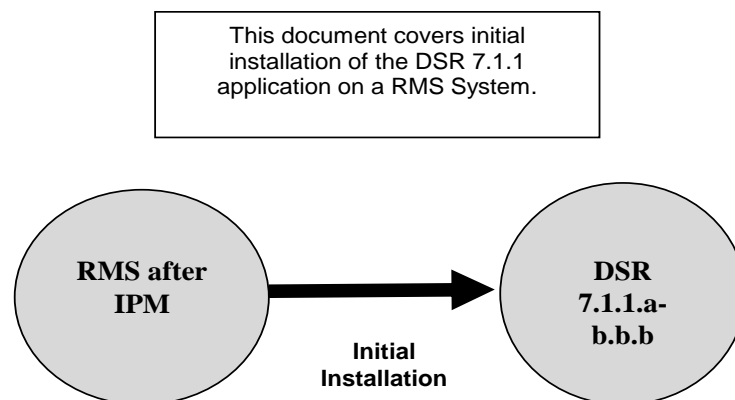 This document covers initial
installation of the DSR 7.1.1
application on a RMS System.
RMS after
IPM
DSR
7.1.1.a-
b.b.b
Initial
Installation